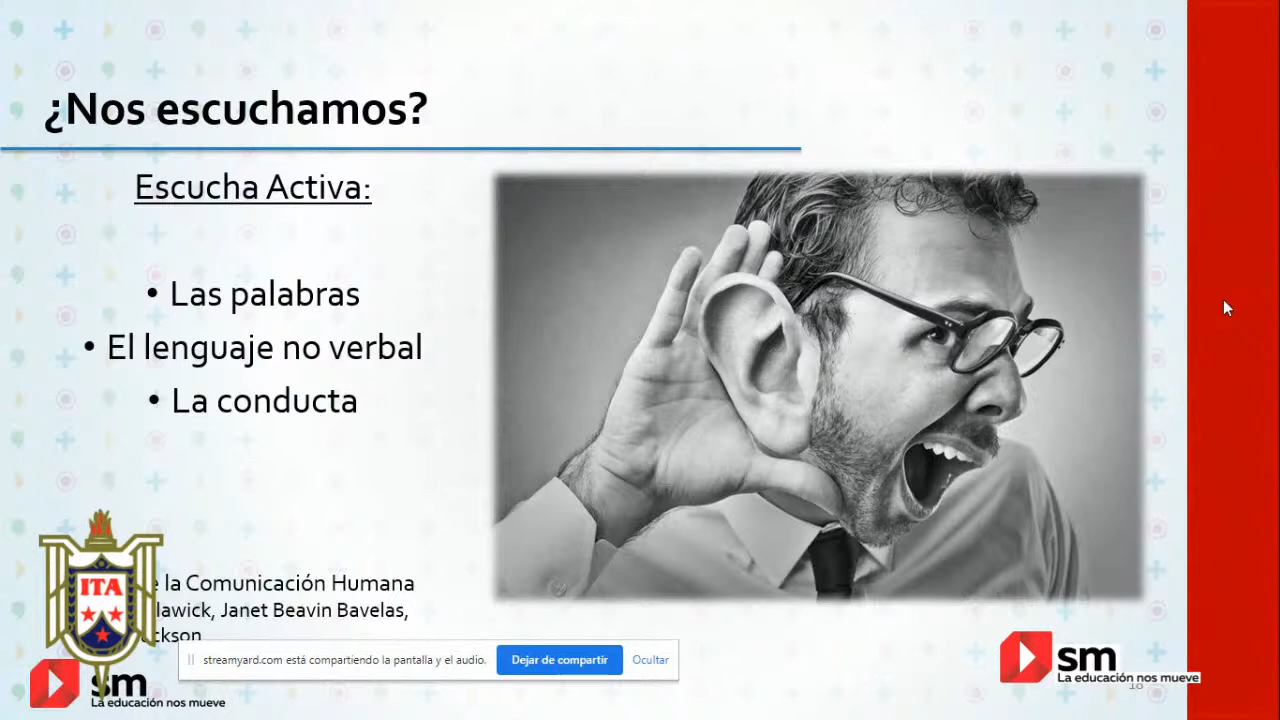 ¿Nos escuchamos?
Escucha Activa:
• Las palabras
• El lenguaje no verbal
• La conducta
ITA
la Comunicación Humana
Janet Beavin Bavelas,
streamyard.com está compartiendo la pantalla y el audio.
Dejar de compartir
Ocultar
sm
La educación nos mueve
sm
La educación nos mueve
18